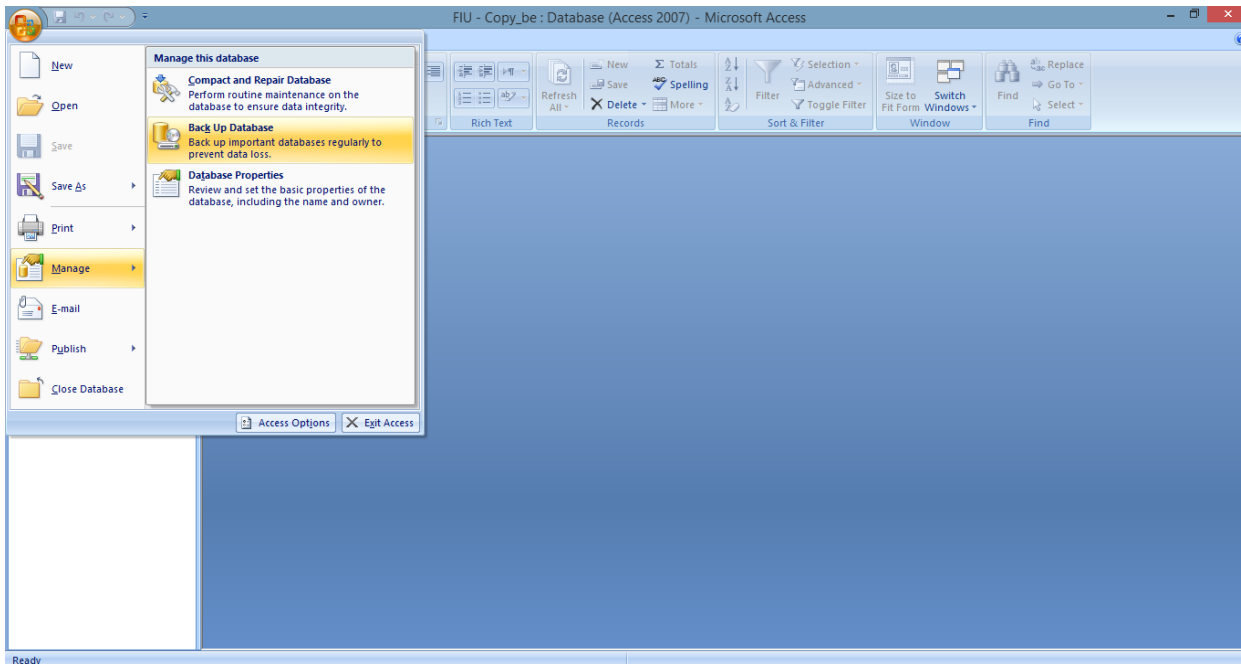 FIU - Copy_be : Database (Access 2007) - Microsoft Access
New
Open
Save
Save As
Print
Manage
E-mail
Publish
Close Database
Manage this database
Compact and Repair Database
Perform routine maintenance on the
database to ensure data integrity.
Back Up Database
Back up important databases regularly to
prevent data loss.
Database Properties
Review and set the basic properties of the
database, including the name and owner.
Access Options
Exit Access
Rich Text
Refresh
All
New
Save
Delete
Σ Totals
Spelling
More
Records
Filter
Selection
Advanced
Toggle Filter
Sort & Filter
Size to
Fit Form
Switch
Windows
Window
Find
Replace
Go To
Select
Find
Ready